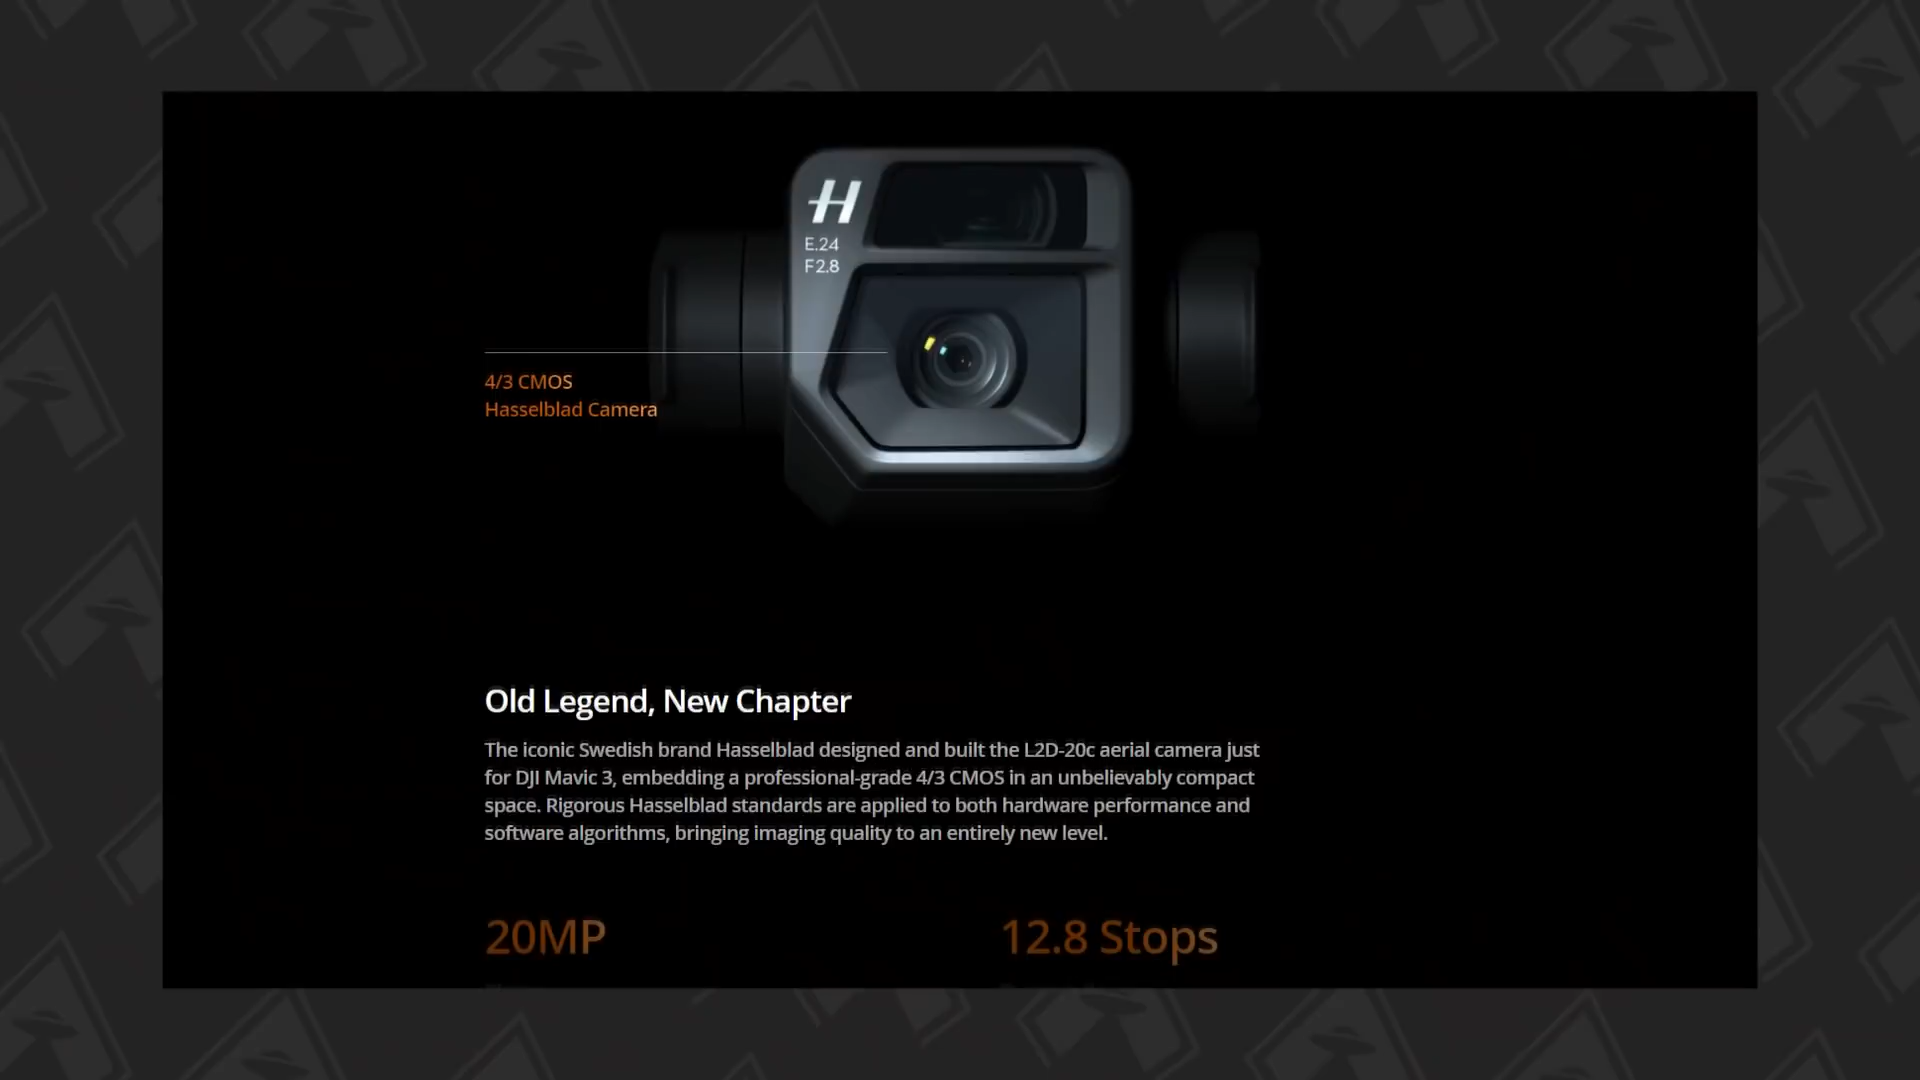 H
E.24
F2.8
4/3 CMOS
Hasselblad Camera
Old Legend, New Chapter
The iconic Swedish brand Hasselblad designed and built the L2D-20c aerial camera just
for DJI Mavic 3, embedding a professional-grade 4/3 CMOS in an unbelievably compact
space. Rigorous Hasselblad standards are applied to both hardware performance and
software algorithms, bringing imaging quality to an entirely new level.
20MP
12.8 Stops